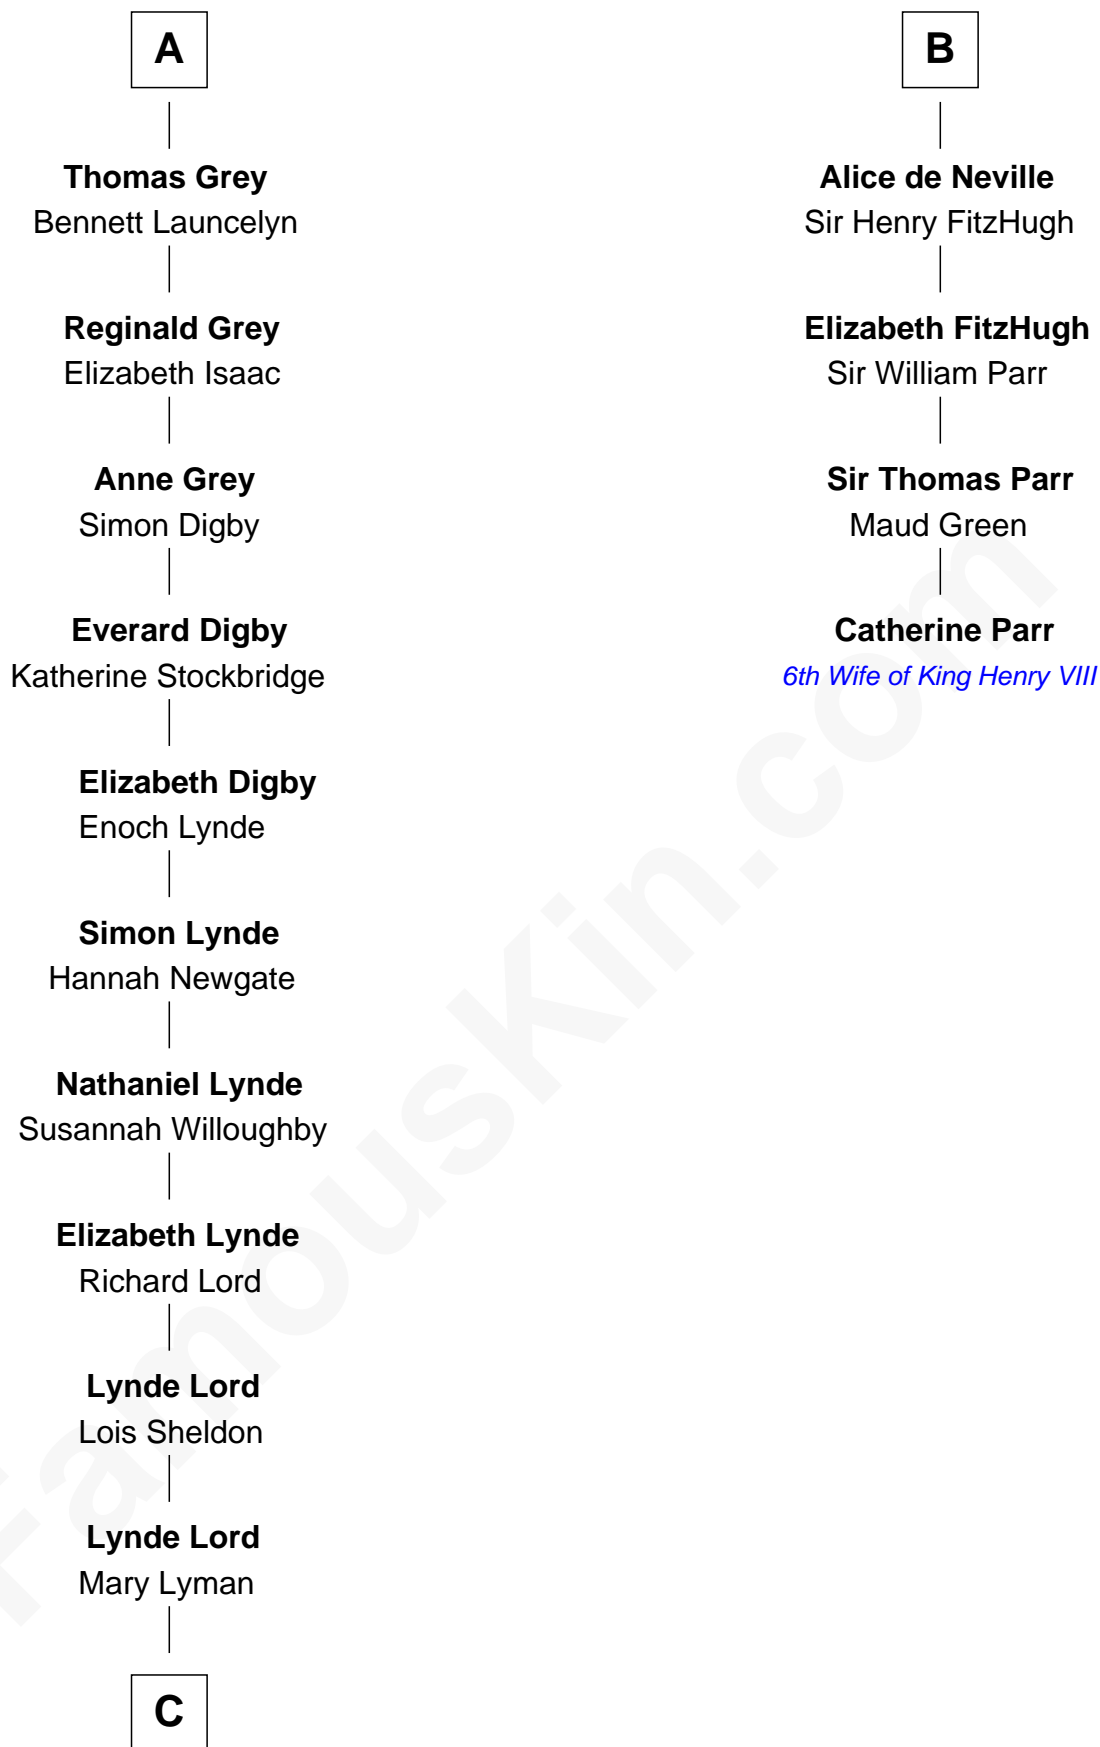 A
Thomas Grey
Bennett Launcelyn
Reginald Grey
Elizabeth Isaac
Anne Grey
Simon Digby
Everard Digby
Katherine Stockbridge
Elizabeth Digby
Enoch Lynde
Simon Lynde
Hannah Newgate
Nathaniel Lynde
Susannah Willoughby
Elizabeth Lynde
Richard Lord
Lynde Lord
Lois Sheldon
Lynde Lord
Mary Lyman
C
B
Alice de Neville
Sir Henry FitzHugh
Elizabeth FitzHugh
Sir William Parr
Sir Thomas Parr
Maud Green
Catherine Parr
6th Wife of King Henry VIII
FamousKin.com